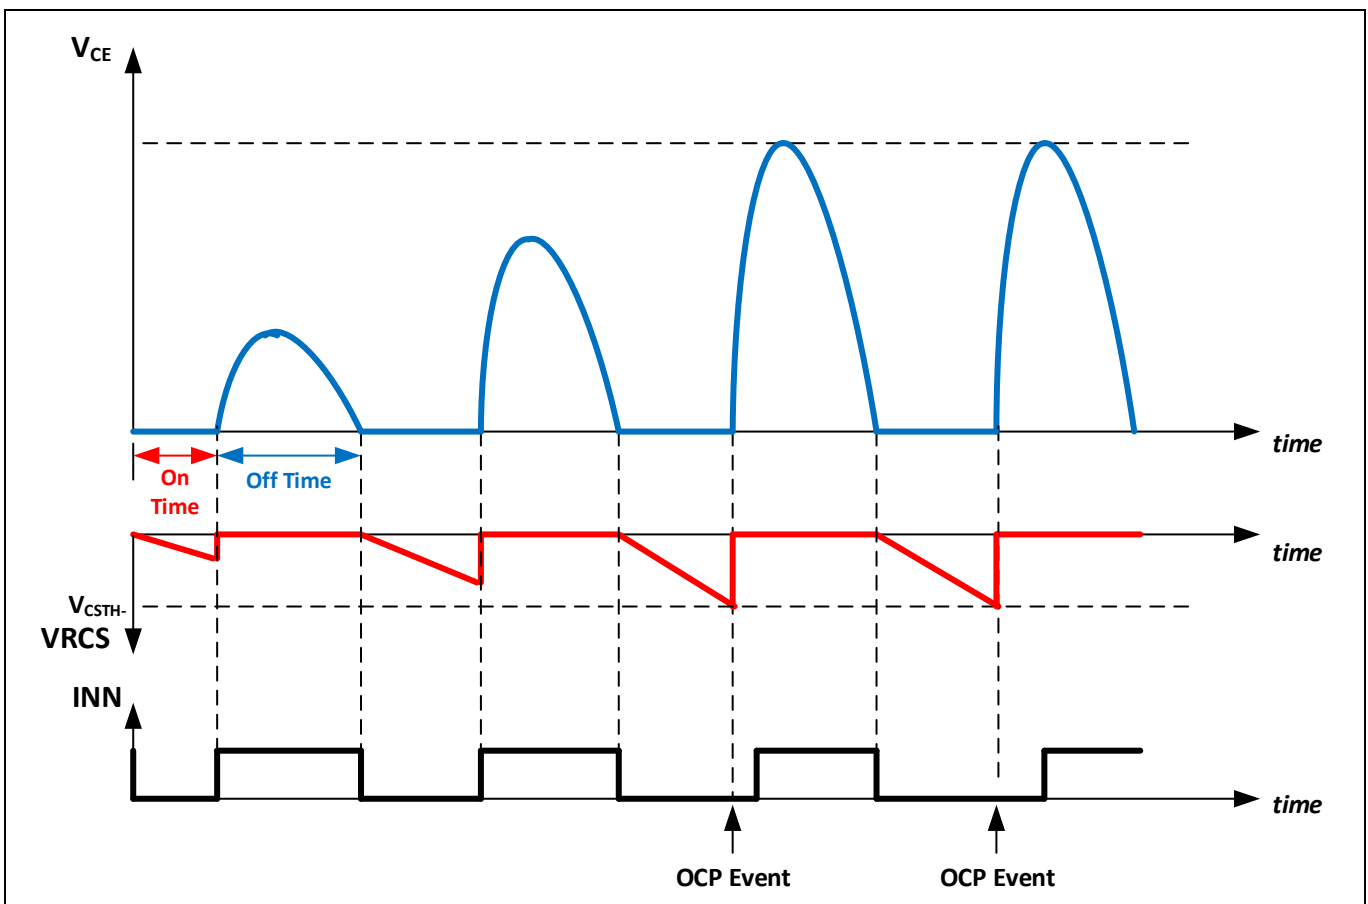 VCE
time
On
Time
Off Time
time
VCSTH-
VRCS
INN
time
OCP Event
OCP Event